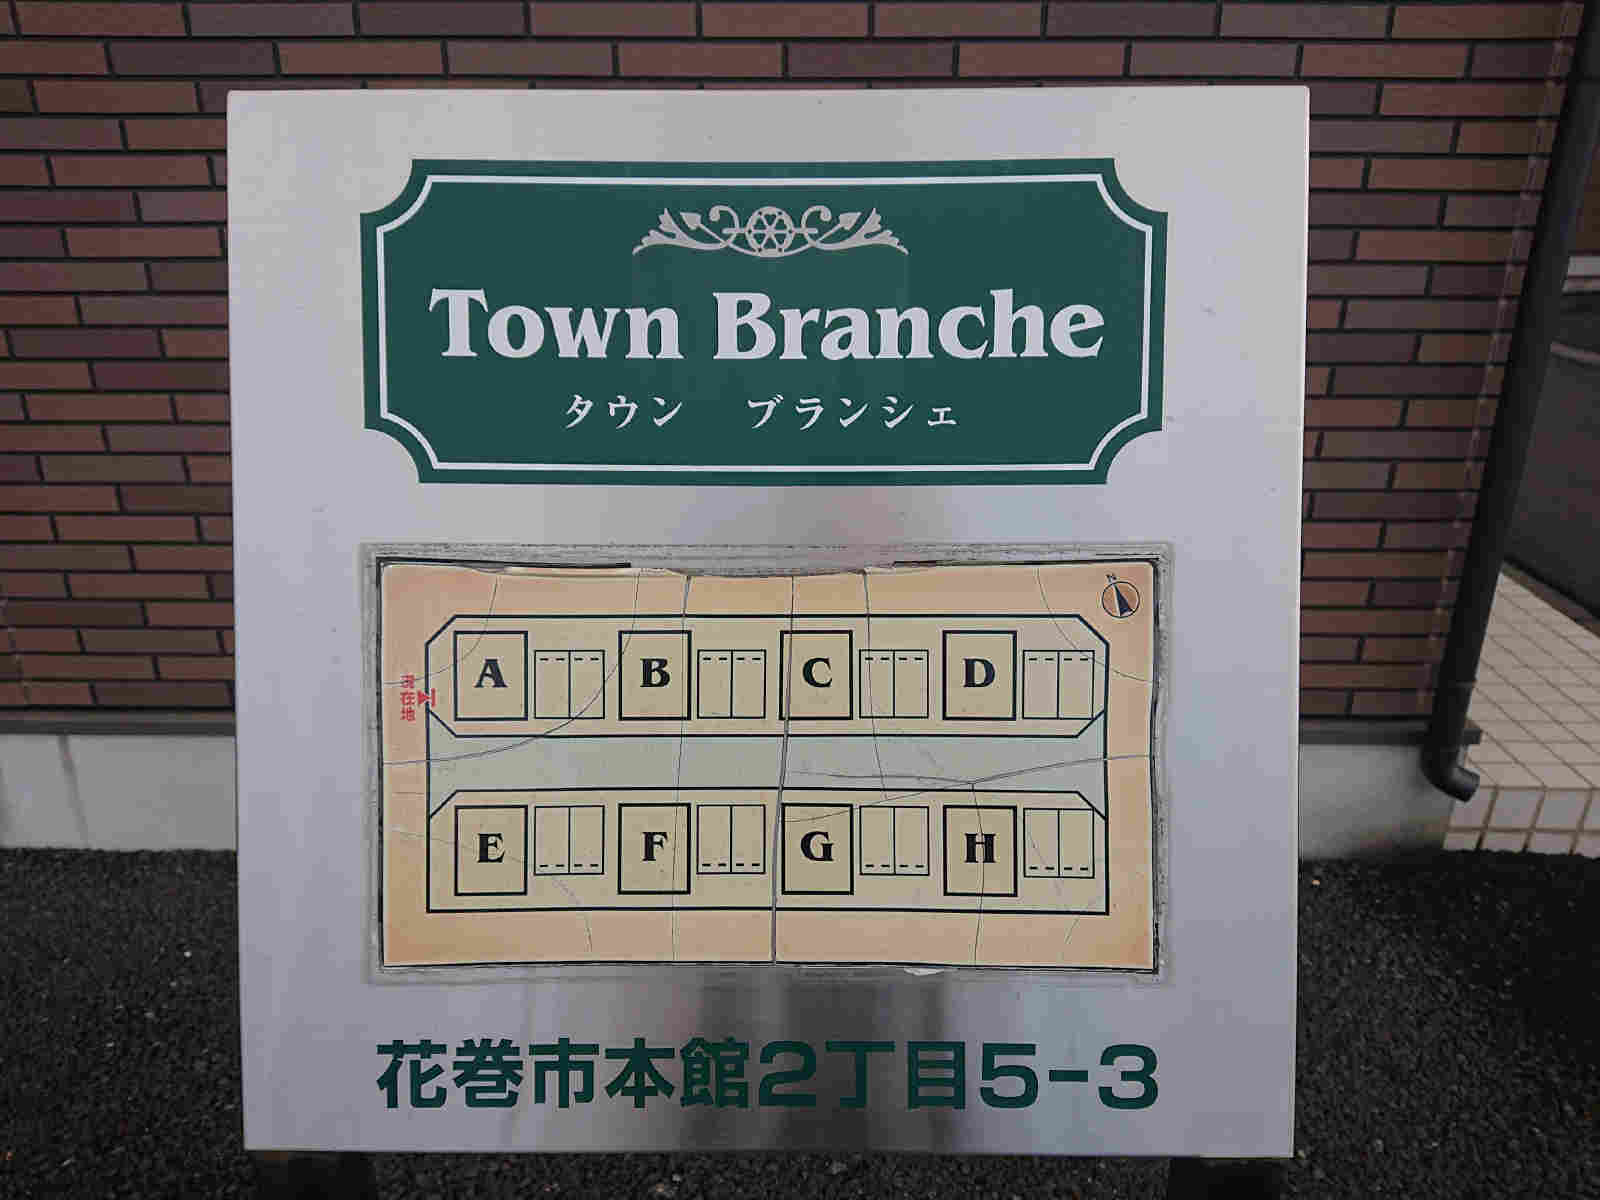 Town Branche
タウン ブランシェ
N
A B C D
現在地
E F G H
花巻市本館2丁目5-3